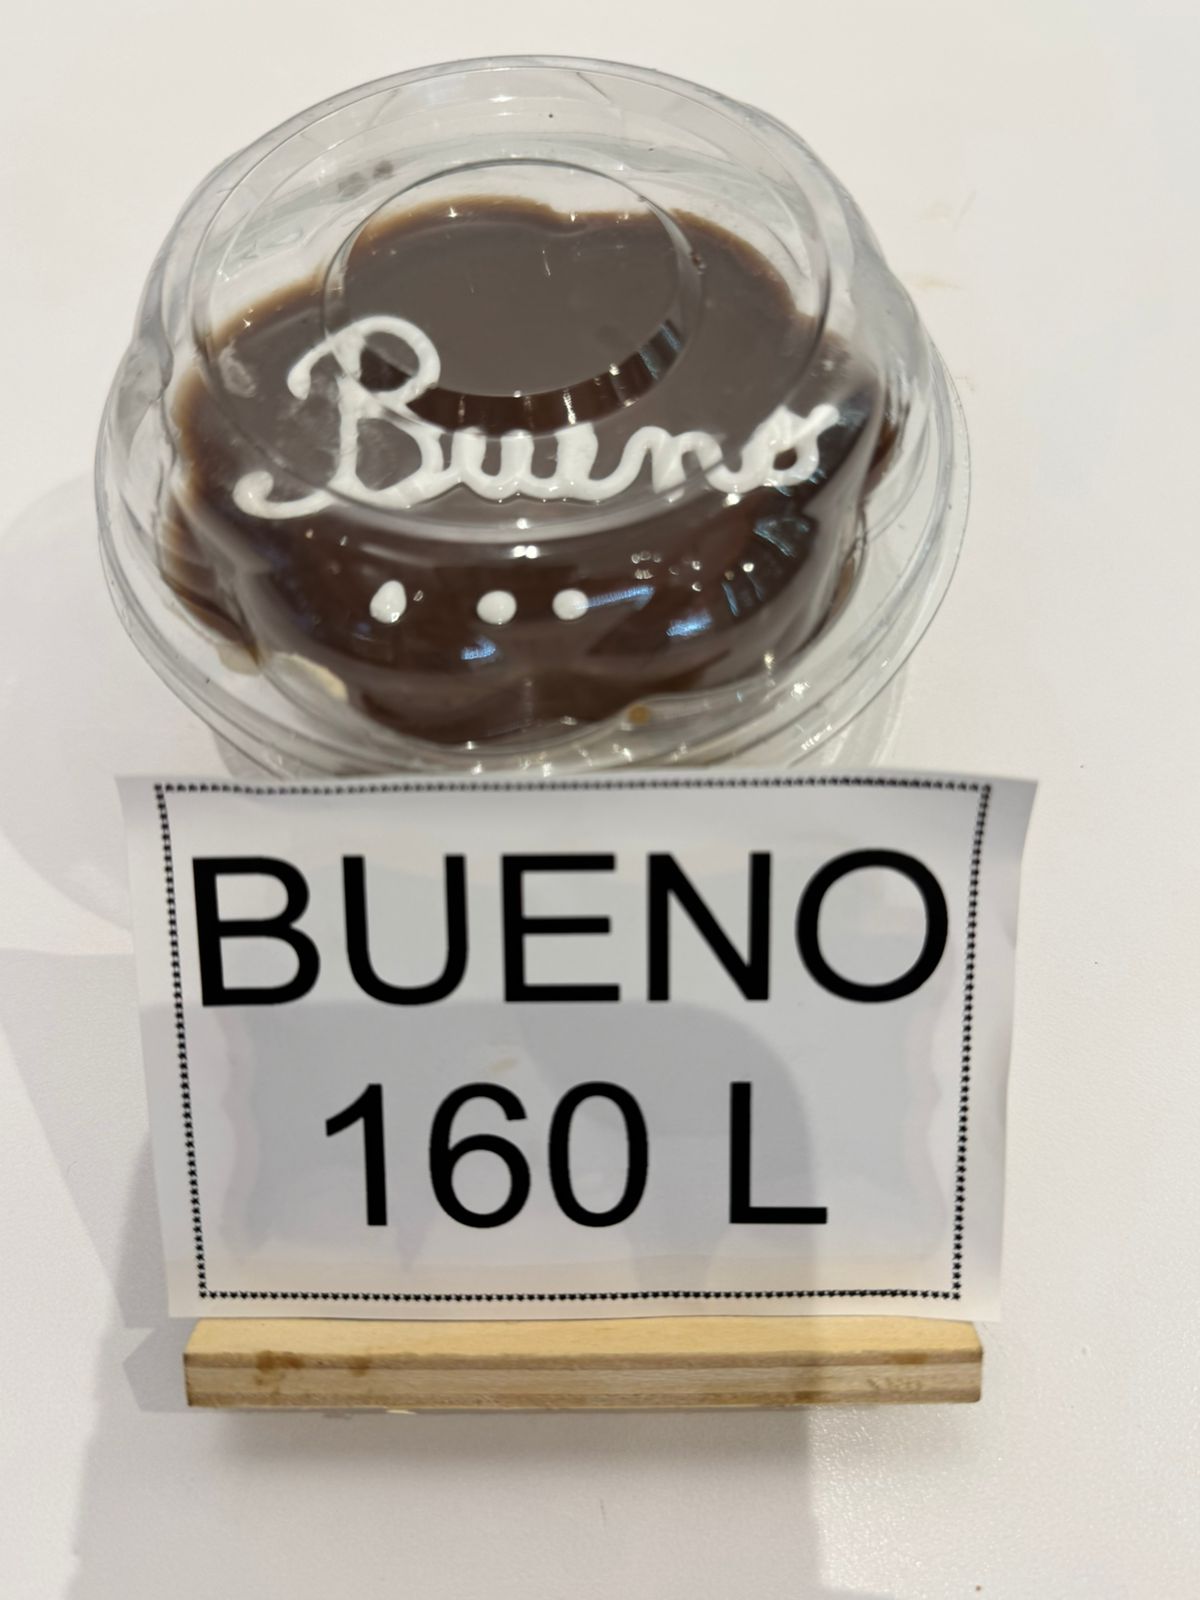 Bueno
...
BUENO
160 L